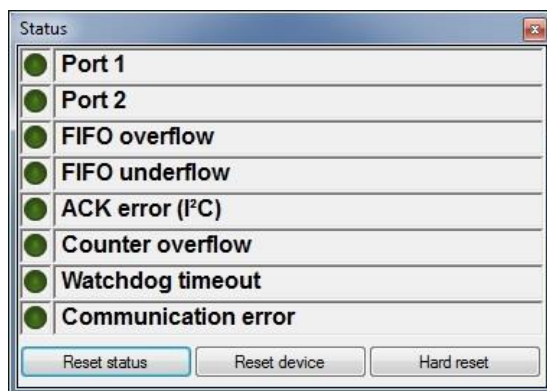 Status
Port 1
Port 2
FIFO overflow
FIFO underflow
ACK error (I²C)
Counter overflow
Watchdog timeout
Communication error
Reset status Reset device Hard reset